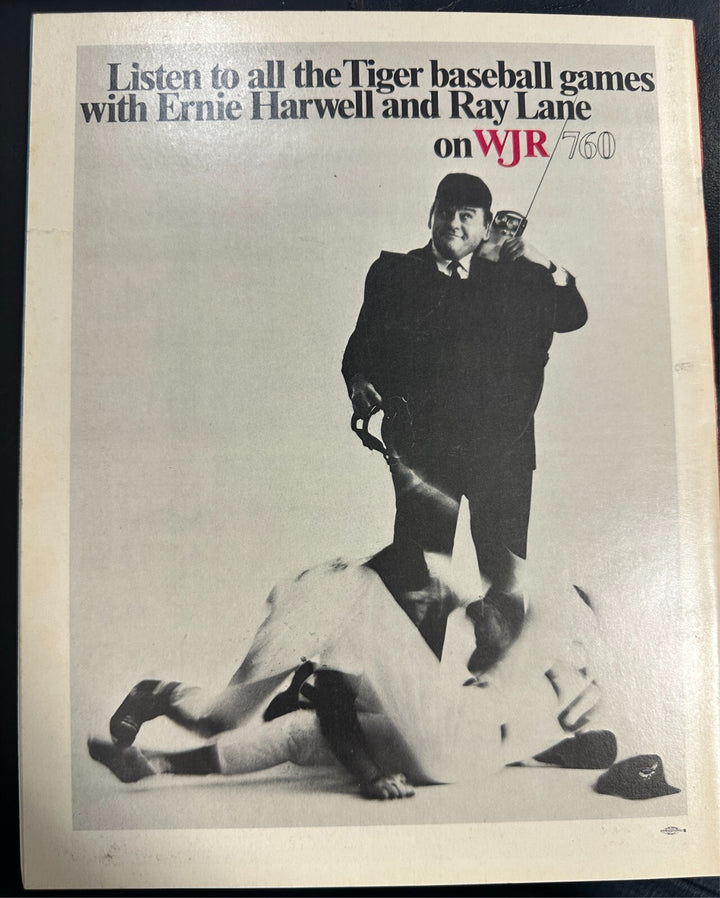 Listen to all the Tiger baseball games
with Ernie Harwell and Ray Lane
on WJR/760